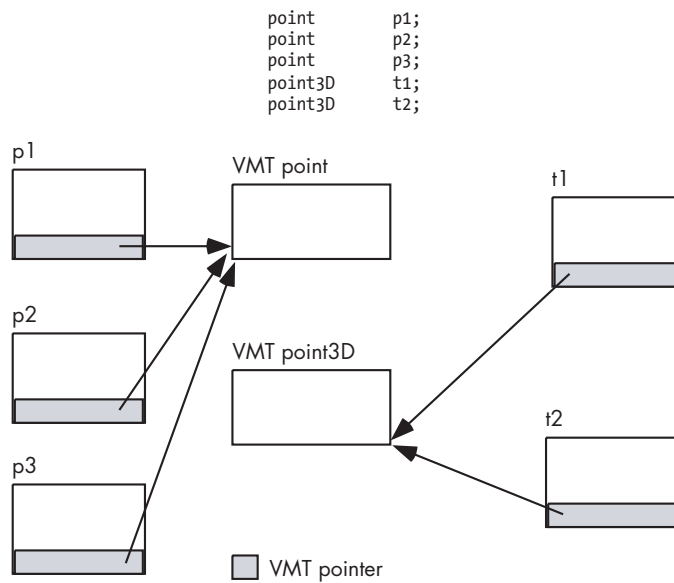 point p1;
point p2;
point p3;
point3D t1;
point3D t2;
p1
VMT point
t1
p2
VMT point3D
t2
p3
VMT pointer